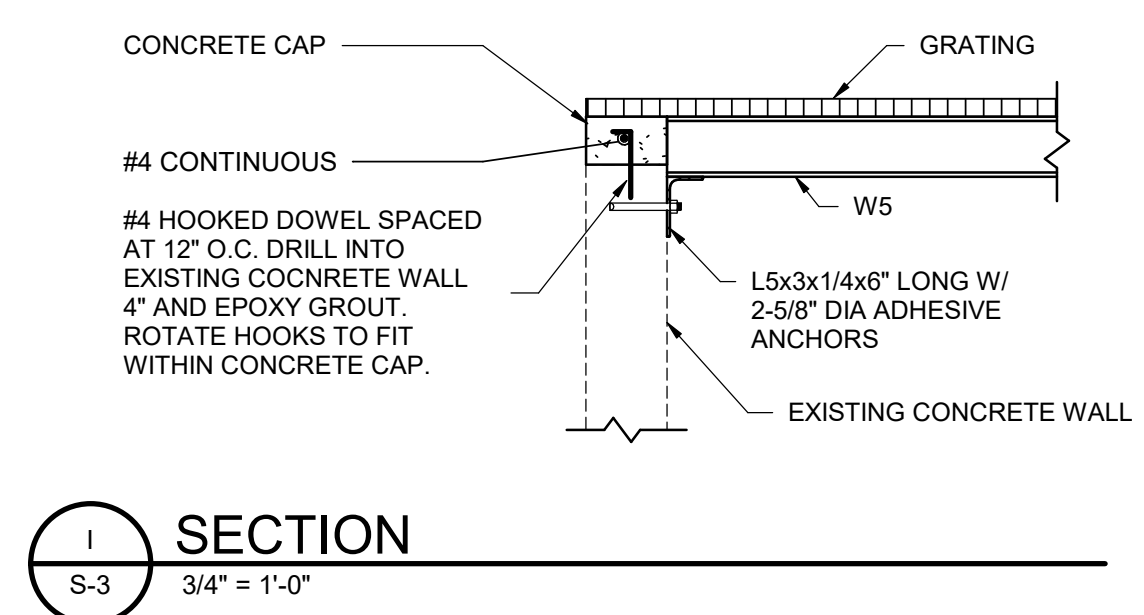 CONCRETE CAP
GRATING
#4 CONTINUOUS
W5
#4 HOOKED DOWEL SPACED
AT 12" O.C. DRILL INTO
EXISTING COCNRETE WALL
4" AND EPOXY GROUT.
ROTATE HOOKS TO FIT
WITHIN CONCRETE CAP.
L5x3x1/4x6" LONG W/
2-5/8" DIA ADHESIVE
ANCHORS
EXISTING CONCRETE WALL
I
S-3
SECTION
3/4" = 1'-0"